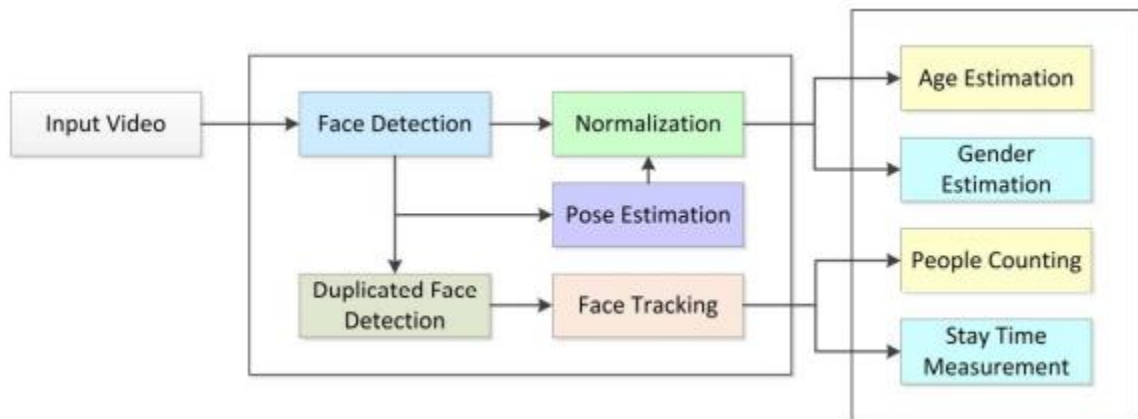 Input Video
Face Detection
Normalization
Pose Estimation
Duplicated Face
Detection
Face Tracking
Age Estimation
Gender
Estimation
People Counting
Stay Time
Measurement